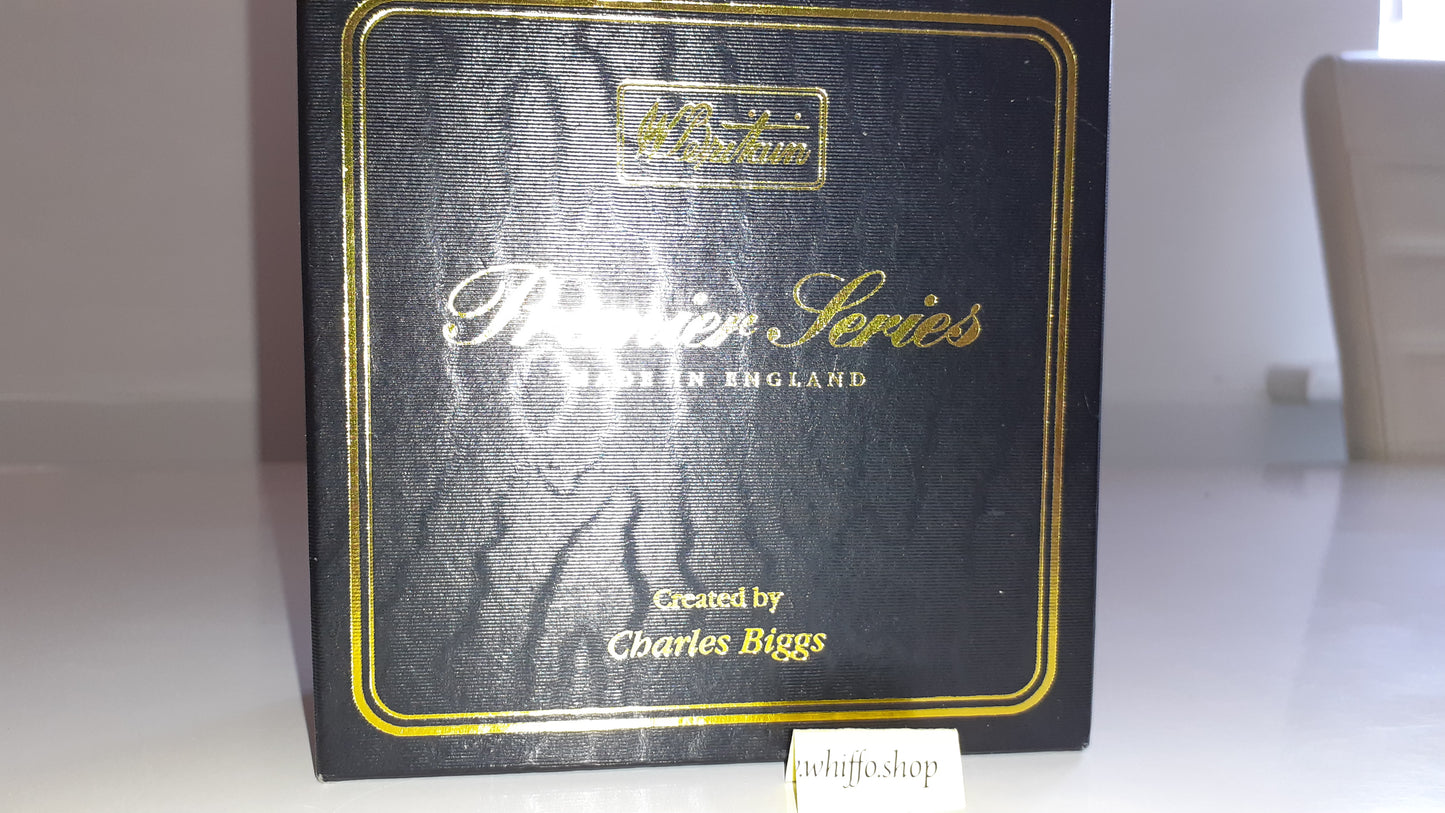 W Britain
Premier Series
MADE IN ENGLAND
Created by
Charles Biggs
.whiffo.shop